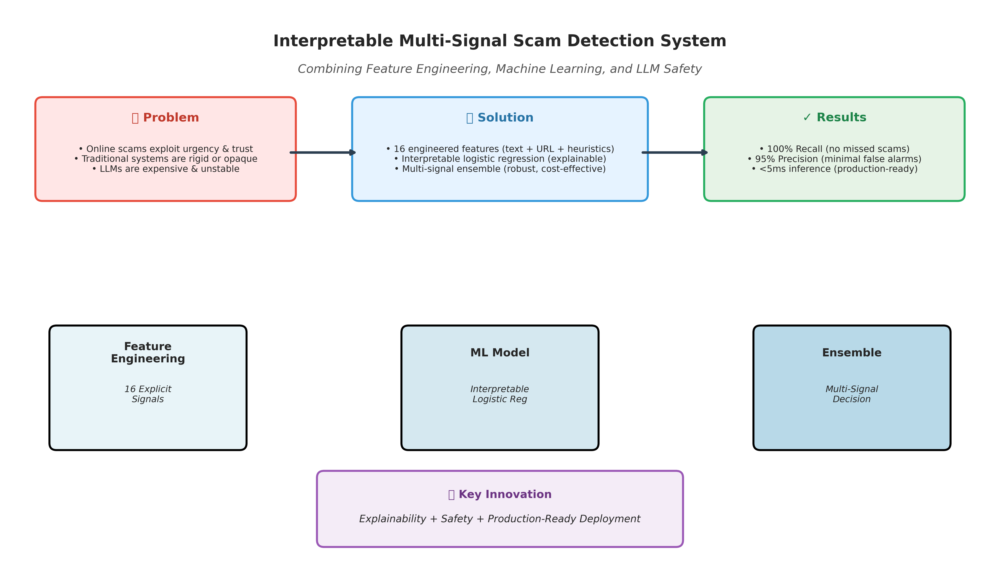 Interpretable Multi-Signal Scam Detection System
Combining Feature Engineering, Machine Learning, and LLM Safety
Problem
• Online scams exploit urgency & trust
• Traditional systems are rigid or opaque
• LLMs are expensive & unstable
Solution
• 16 engineered features (text + URL + heuristics)
• Interpretable logistic regression (explainable)
• Multi-signal ensemble (robust, cost-effective)
✓ Results
• 100% Recall (no missed scams)
• 95% Precision (minimal false alarms)
• <5ms inference (production-ready)
Feature
Engineering
16 Explicit
Signals
ML Model
Interpretable
Logistic Reg
Ensemble
Multi-Signal
Decision
Key Innovation
Explainability + Safety + Production-Ready Deployment